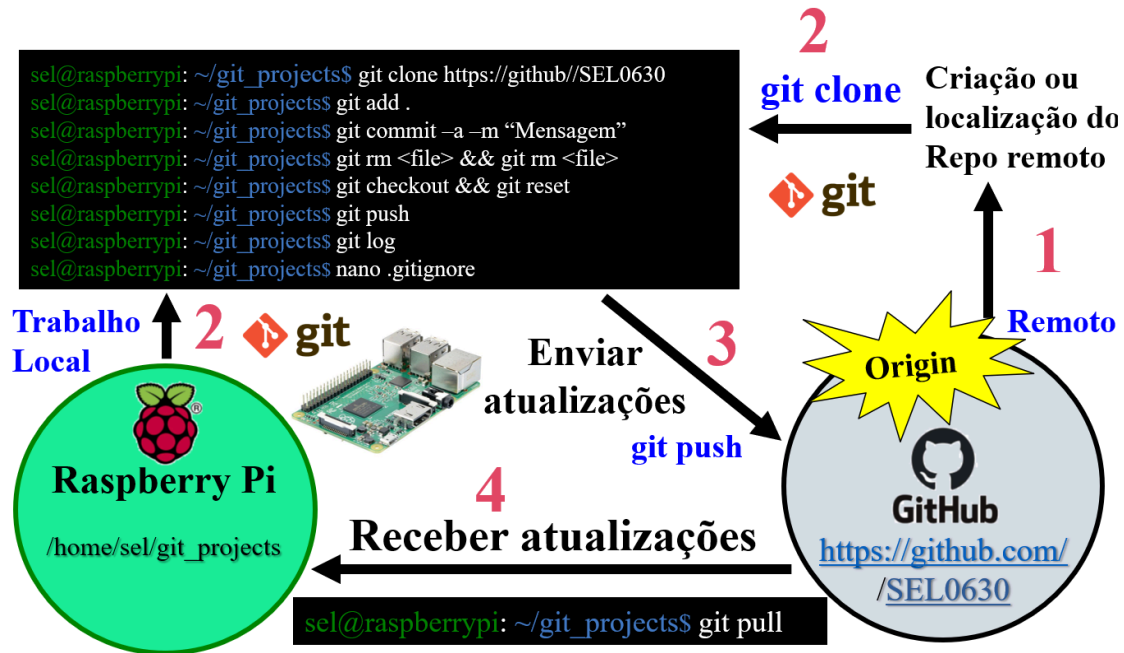 sel@raspberrypi: ~/git_projects$ git clone https://github//SEL0630
sel@raspberrypi: ~/git_projects$ git add .
sel@raspberrypi: ~/git_projects$ git commit –a –m “Mensagem”
sel@raspberrypi: ~/git_projects$ git rm <file> && git rm <file>
sel@raspberrypi: ~/git_projects$ git checkout && git reset
sel@raspberrypi: ~/git_projects$ git push
sel@raspberrypi: ~/git_projects$ git log
sel@raspberrypi: ~/git_projects$ nano .gitignore
2
git clone
git
Criação ou
localização do
Repo remoto
1
Remoto
Trabalho
Local
2
git
Enviar
atualizações
3
git push
Origin
GitHub
https://github.com/
/SEL0630
®
Raspberry Pi
/home/sel/git_projects
4
Receber atualizações
sel@raspberrypi: ~/git_projects$ git pull